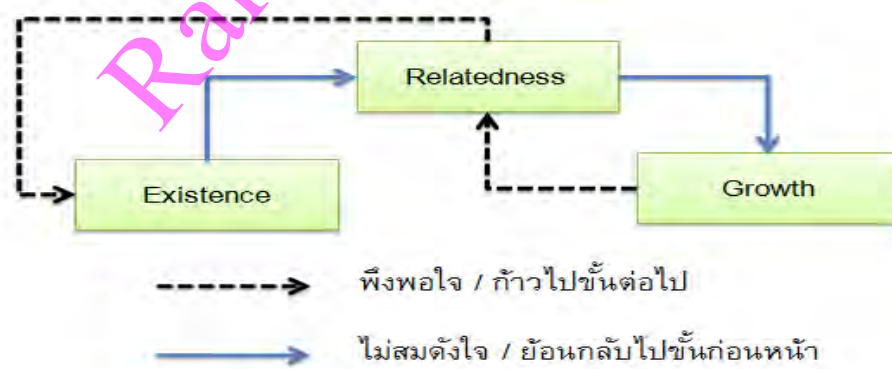 Relatedness
Existence
Growth
พึงพอใจ / ก้าวไปขั้นต่อไป
ไม่สมดังใจ / ย้อนกลับไปขั้นก่อนหน้า